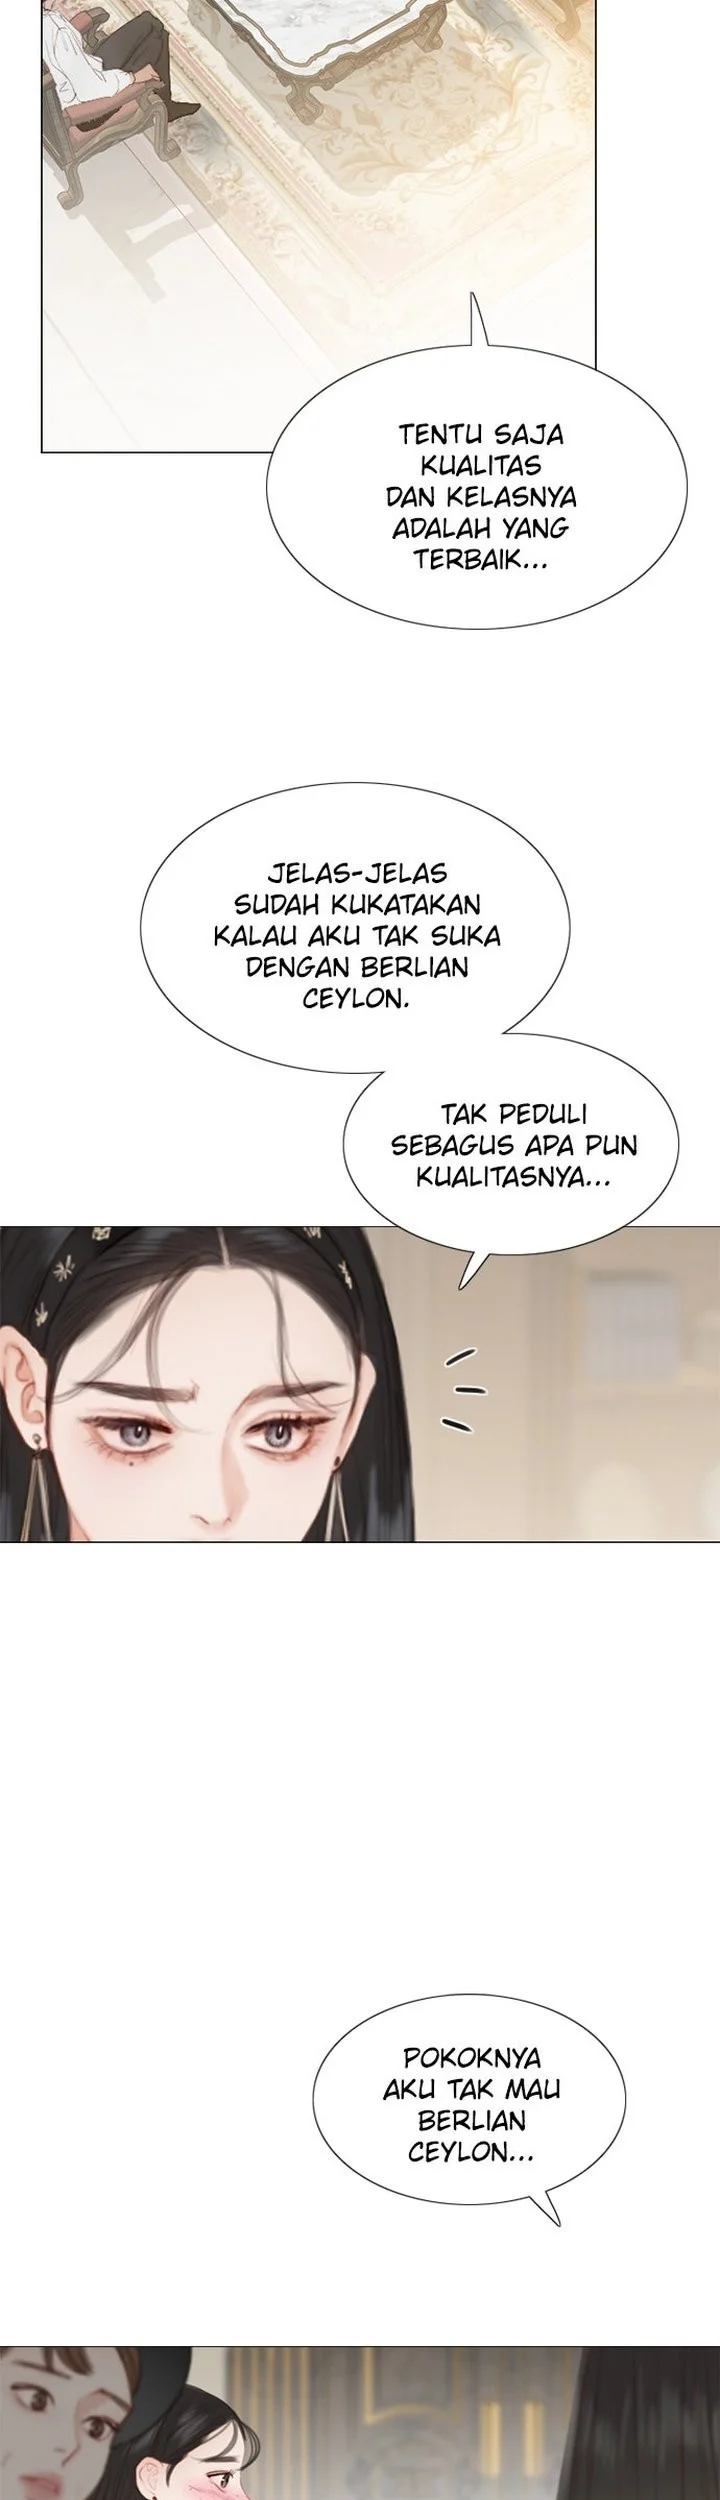 TENTU SAJA
KUALITAS
DAN KELASNYA
ADALAH YANG
TERBAIK...
JELAS-JELAS
SUDAH KUKATAKAN
KALAU AKU TAK SUKA
DENGAN BERLIAN
CEYLON.
TAK PEDULI
SEBAGUS APA PUN
KUALITASNYA...
POKOKNYA
AKU TAK MAU
BERLIAN
CEYLON...